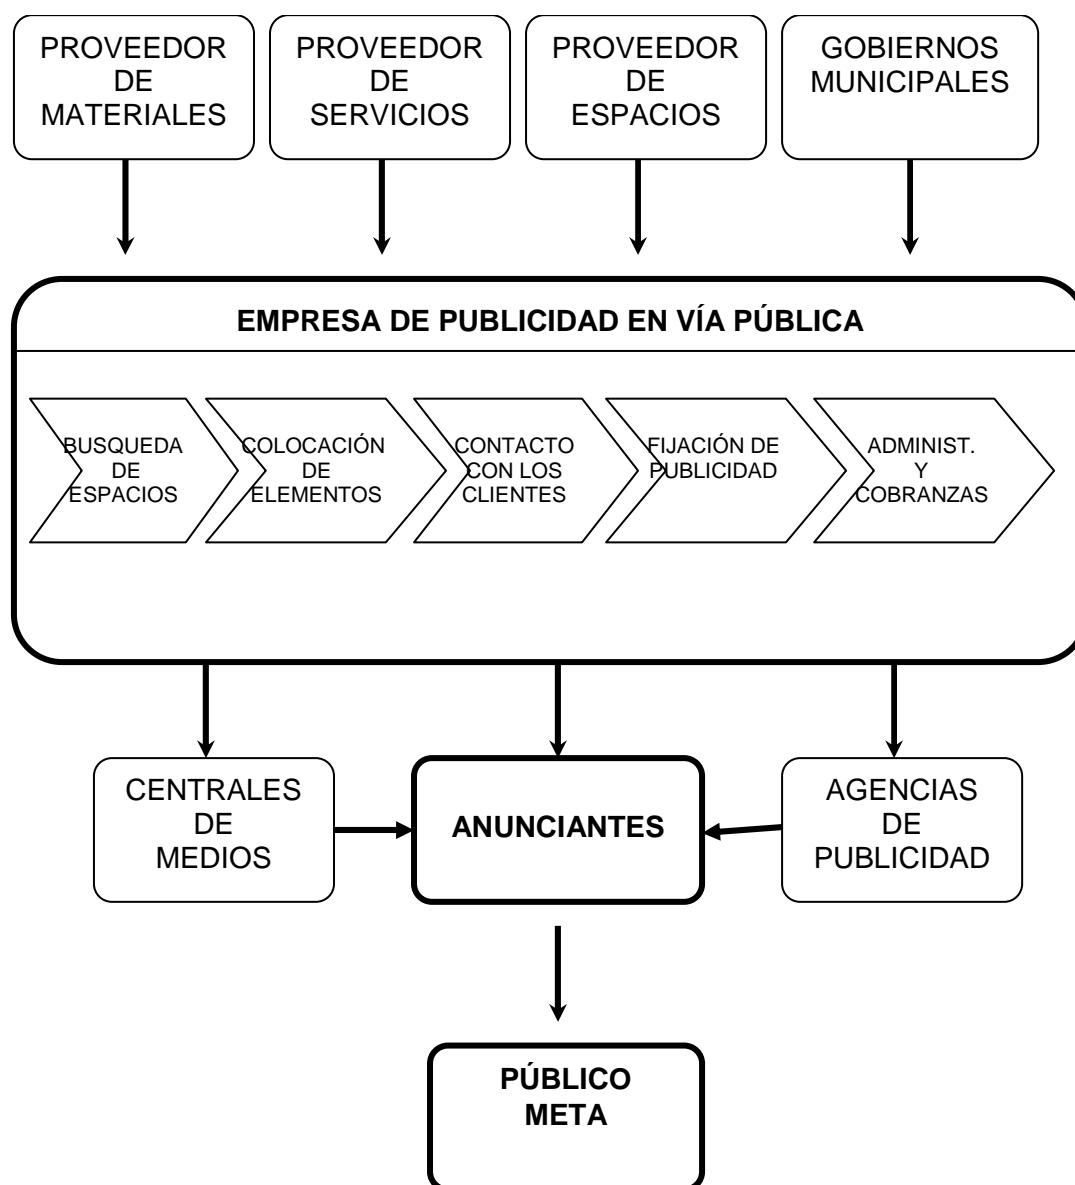 PROVEEDOR
DE
MATERIALES
PROVEEDOR
DE
SERVICIOS
PROVEEDOR
DE
ESPACIOS
GOBIERNOS
MUNICIPALES
EMPRESA DE PUBLICIDAD EN VÍA PÚBLICA
BUSQUEDA
DE
ESPACIOS
COLOCACIÓN
DE
ELEMENTOS
CONTACTO
CON LOS
CLIENTES
FIJACIÓN DE
PUBLICIDAD
ADMINIST.
Y
COBRANZAS
CENTRALES
DE
MEDIOS
ANUNCIANTES
AGENCIAS
DE
PUBLICIDAD
PÚBLICO
META